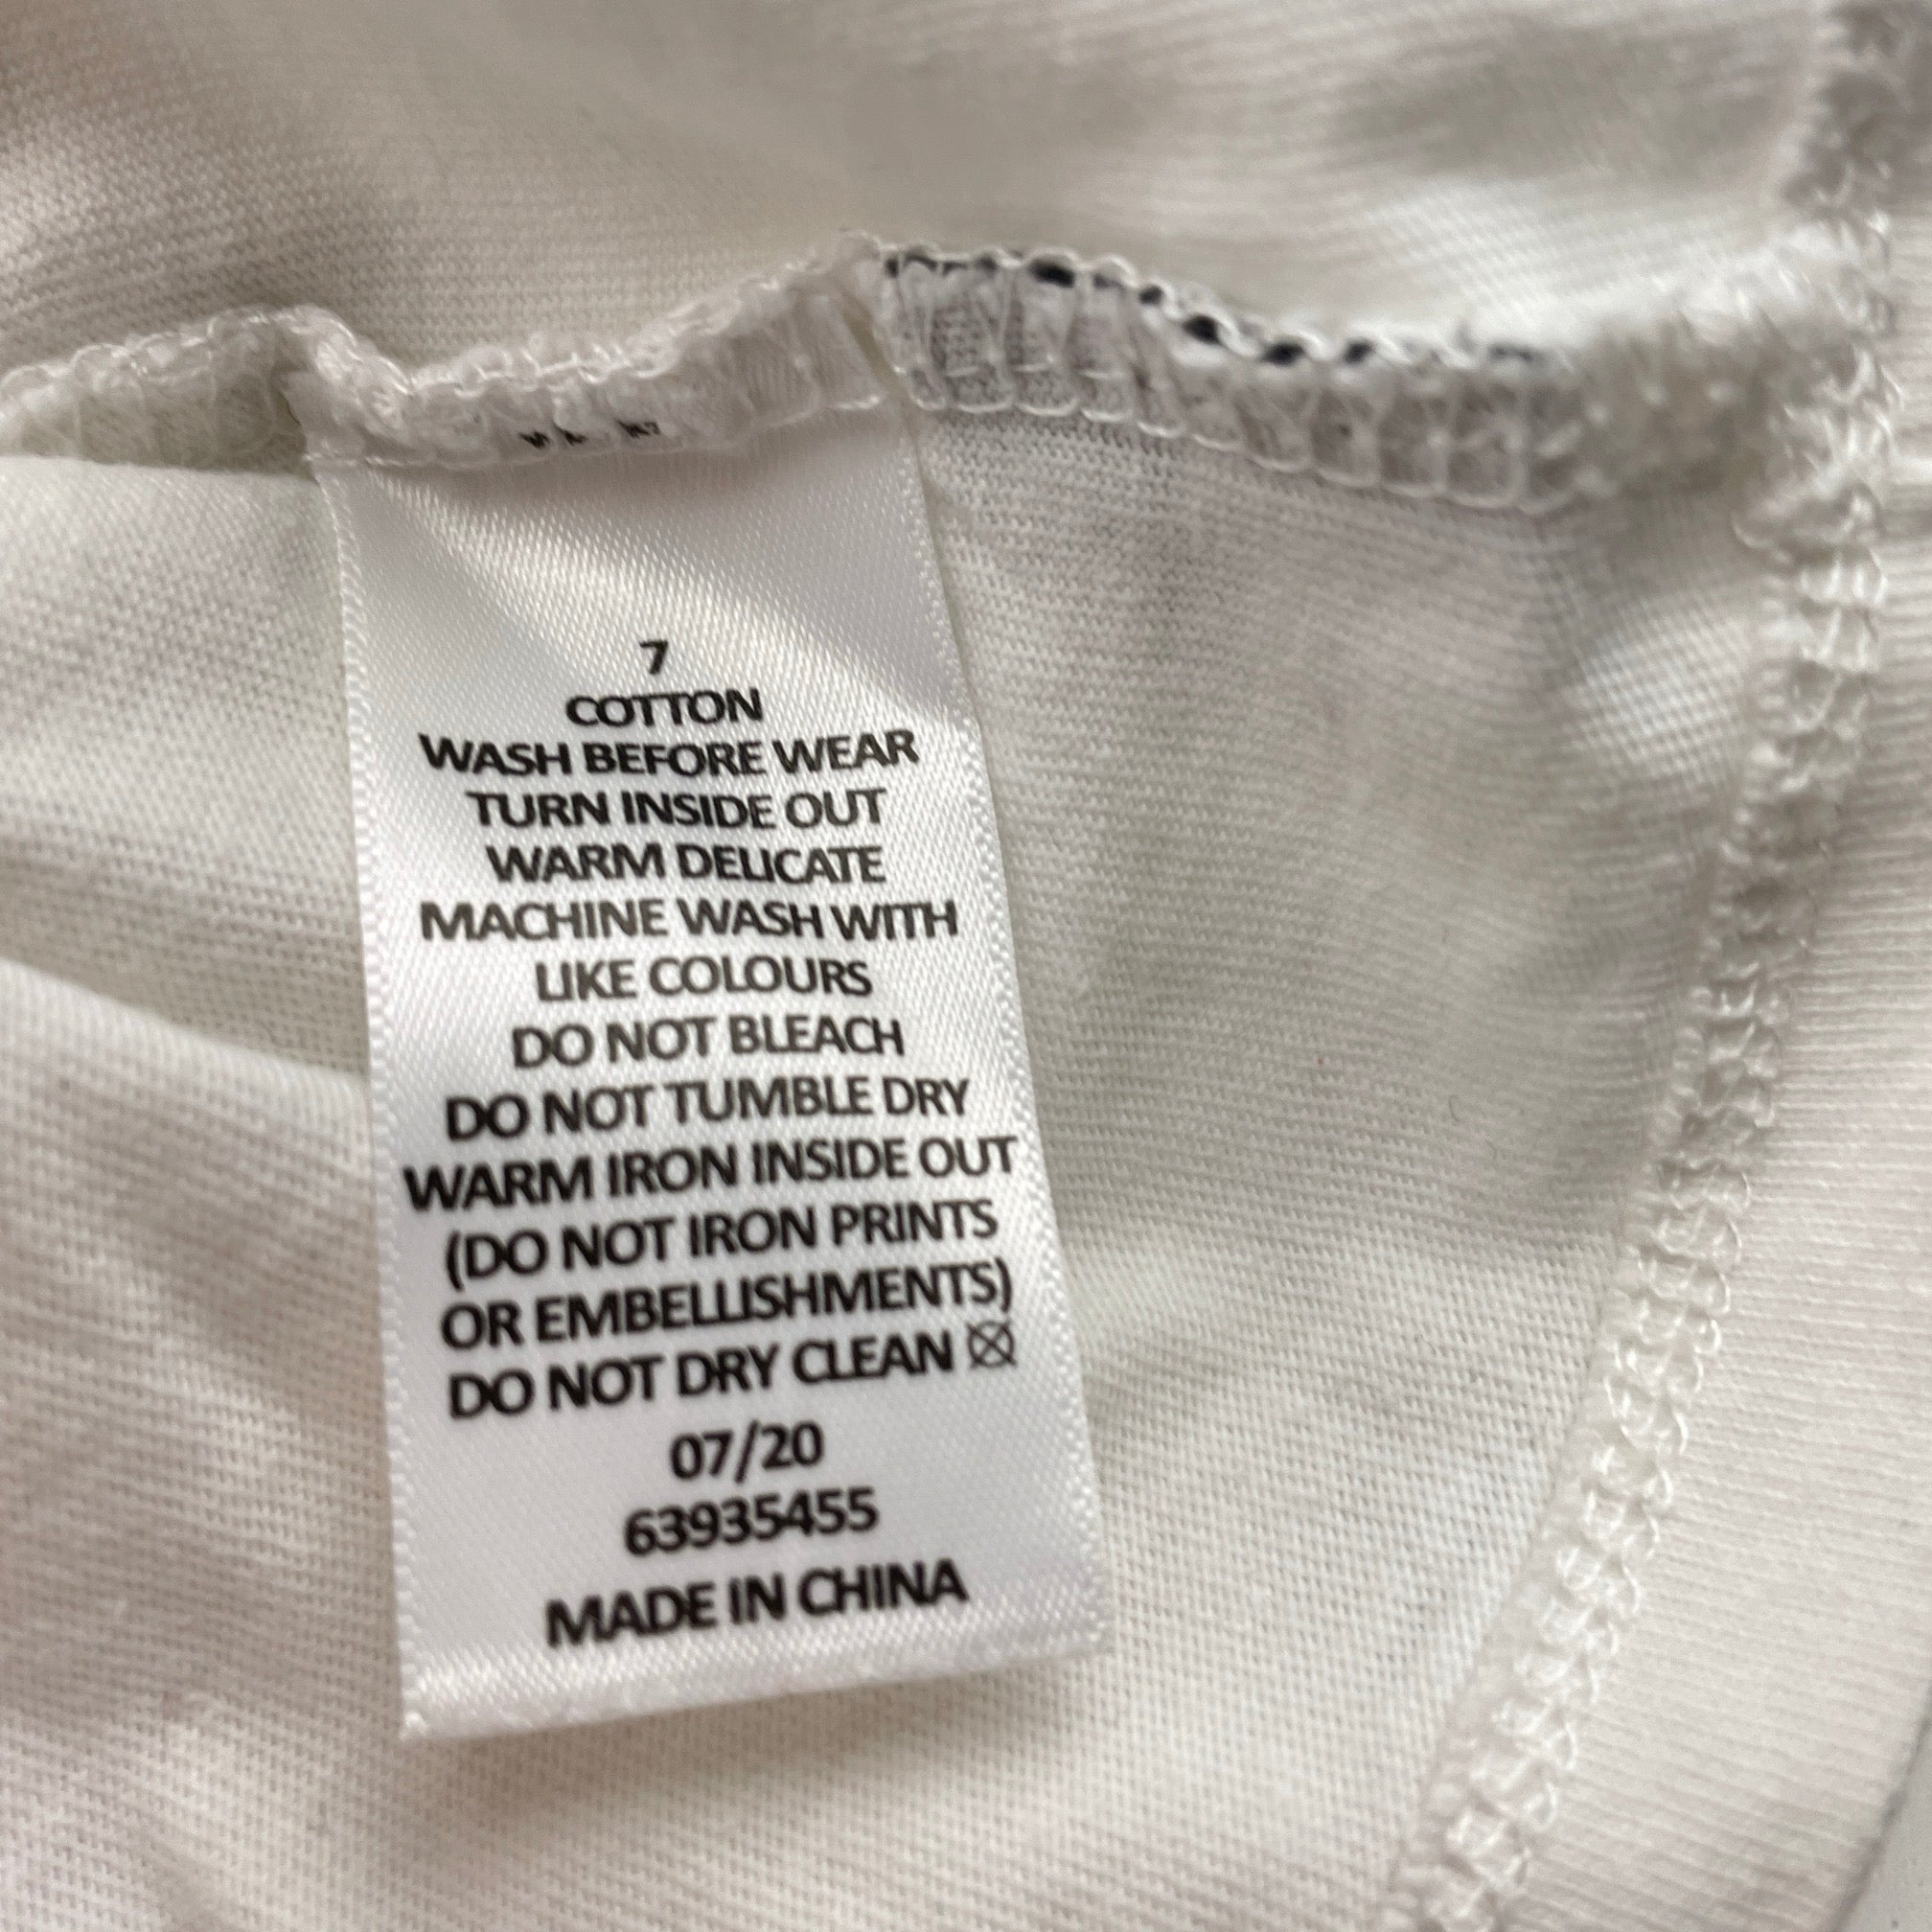 7
COTTON
WASH BEFORE WEAR
TURN INSIDE OUT
WARM DELICATE
MACHINE WASH WITH
LIKE COLOURS
DO NOT BLEACH
DO NOT TUMBLE DRY
WARM IRON INSIDE OUT
(DO NOT IRON PRINTS
OR EMBELLISHMENTS)
DO NOT DRY CLEAN
07/20
63935455
MADE IN CHINA